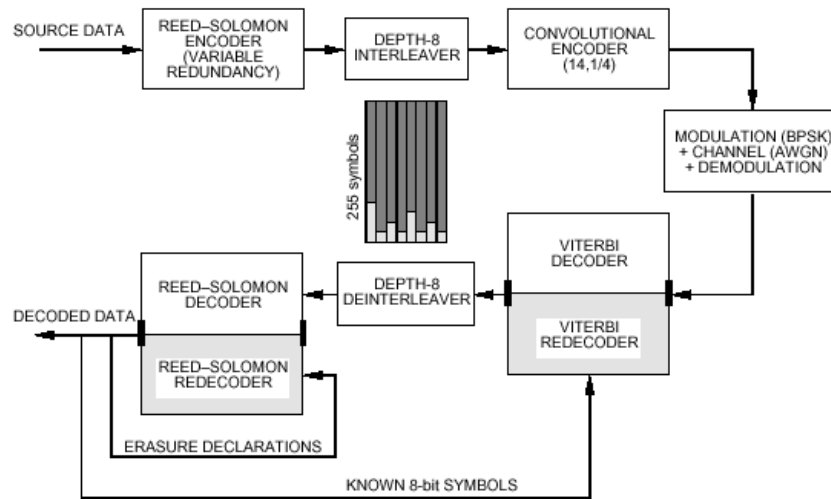 SOURCE DATA
REED–SOLOMON
ENCODER
(VARIABLE
REDUNDANCY)
DEPTH-8
INTERLEAVER
CONVOLUTIONAL
ENCODER
(14,1/4)
MODULATION (BPSK)
+ CHANNEL (AWGN)
+ DEMODULATION
255 symbols
VITERBI
DECODER
VITERBI
REDECODER
DEPTH-8
DEINTERLEAVER
REED–SOLOMON
DECODER
REED–SOLOMON
REDECODER
DECODED DATA
ERASURE DECLARATIONS
KNOWN 8-bit SYMBOLS